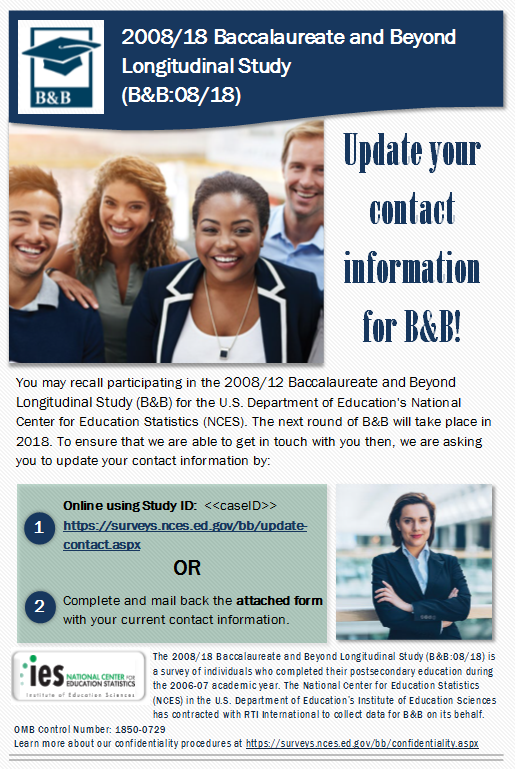 2008/18 Baccalaureate and Beyond
Longitudinal Study
(B&B:08/18)
B&B
Update your
contact
information
for B&B!
You may recall participating in the 2008/12 Baccalaureate and Beyond
Longitudinal Study (B&B) for the U.S. Department of Education's National
Center for Education Statistics (NCES). The next round of B&B will take place in
2018. To ensure that we are able to get in touch with you then, we are asking
you to update your contact information by:
1
Online using Study ID: <<caseID>>
https://surveys.nces.ed.gov/bb/update-
contact.aspx
OR
2
Complete and mail back the attached form
with your current contact information.
ies NATIONAL CENTER FOR
EDUCATION STATISTICS
Institute of Education Sciences
The 2008/18 Baccalaureate and Beyond Longitudinal Study (B&B:08/18) is
a survey of individuals who completed their postsecondary education during
the 2006-07 academic year. The National Center for Education Statistics
(NCES) in the U.S. Department of Education's Institute of Education Sciences
has contracted with RTI International to collect data for B&B on its behalf.
OMB Control Number: 1850-0729
Learn more about our confidentiality procedures at https://surveys.nces.ed.gov/bb/confidentiality.aspx